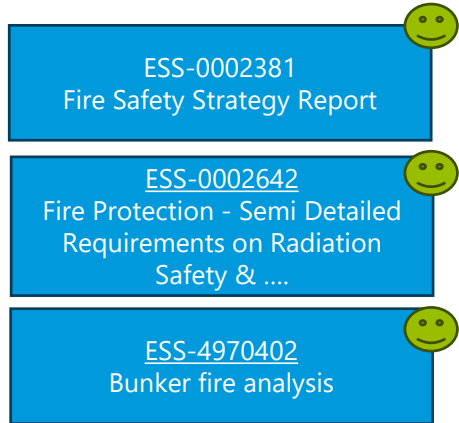 ESS-0002381
Fire Safety Strategy Report
ESS-0002642
Fire Protection - Semi Detailed
Requirements on Radiation
Safety & ....
ESS-4970402
Bunker fire analysis